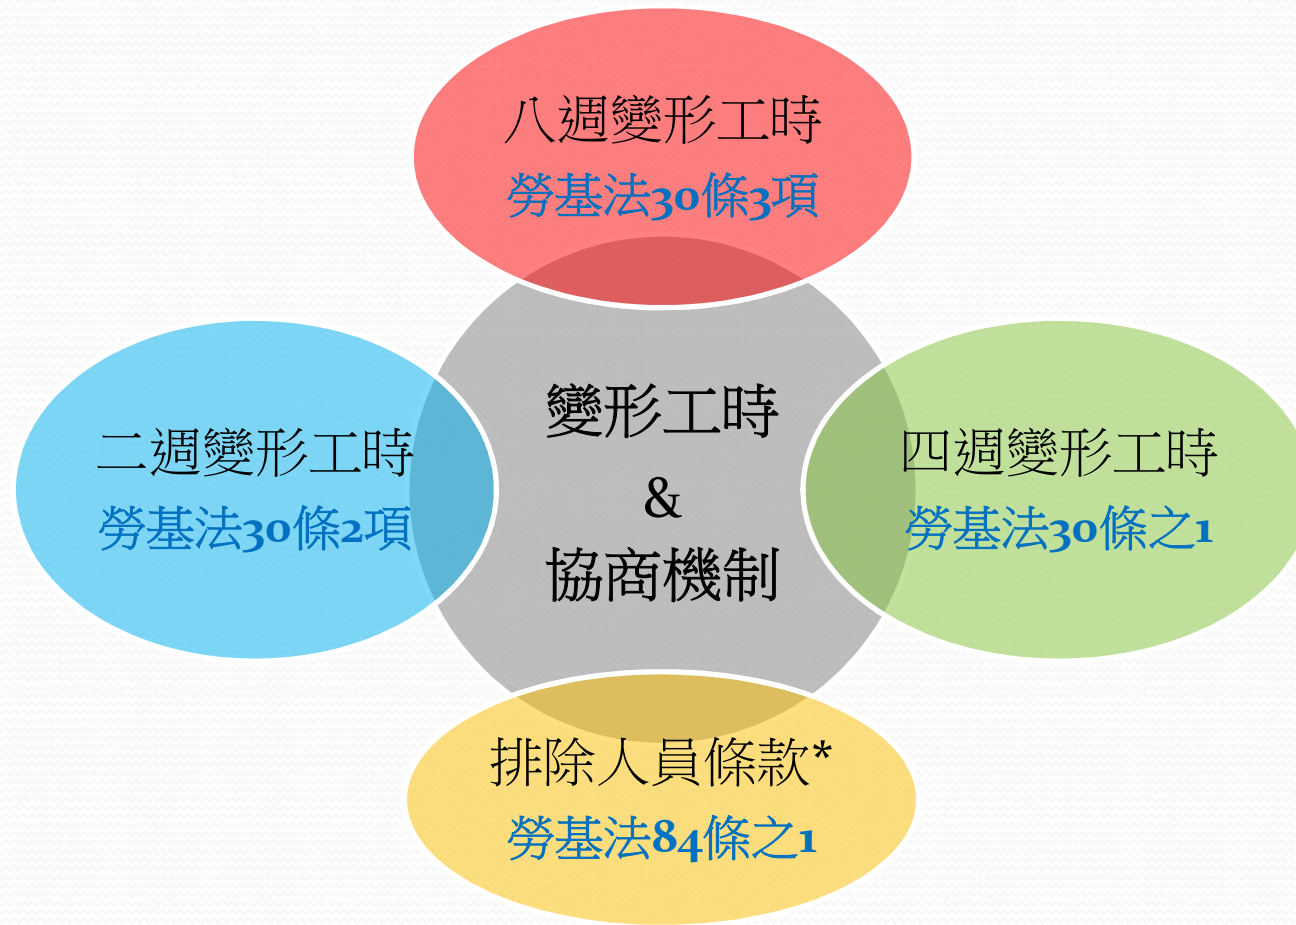 八週變形工時
勞基法30條3項
二週變形工時
勞基法30條2項
變形工時
&
協商機制
四週變形工時
勞基法30條之1
排除人員條款*
勞基法84條之1